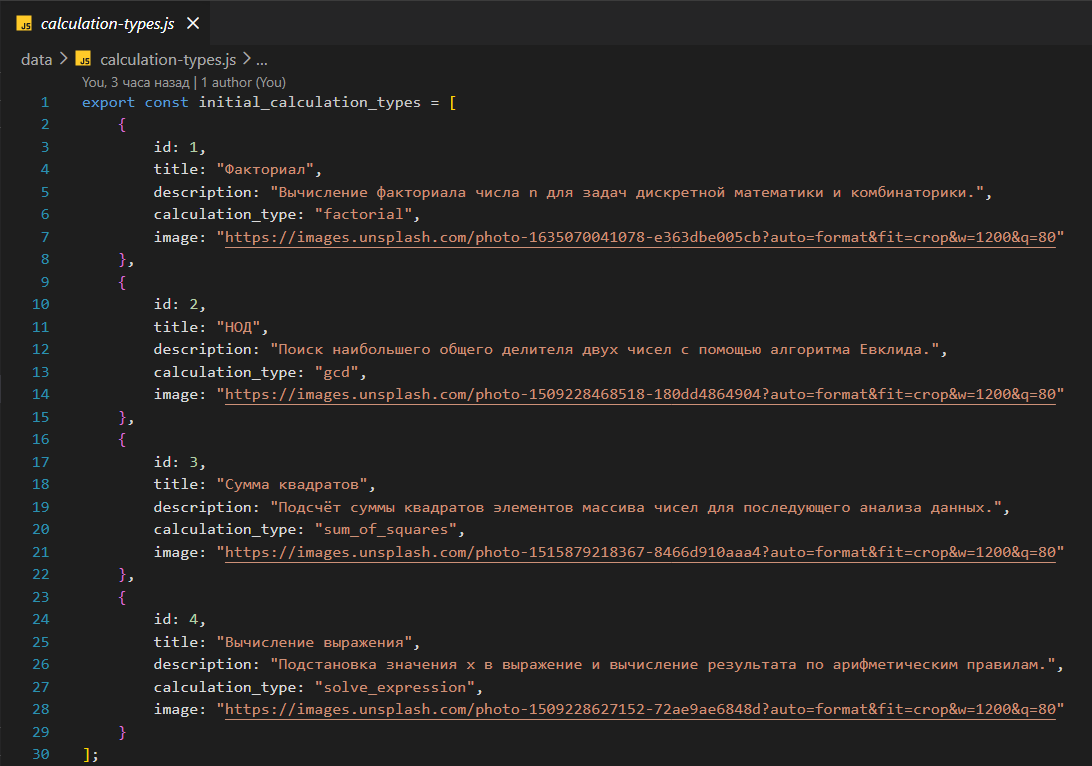 JS calculation-types.js ×
data > JS calculation-types.js > ...
You, 3 часа назад | 1 author (You)
1 export const initial_calculation_types = [
2 {
3 id: 1,
4 title: "Факториал",
5 description: "Вычисление факториала числа n для задач дискретной математики и комбинаторики.",
6 calculation_type: "factorial",
7 image: "https://images.unsplash.com/photo-1635070041078-e363dbe005cb?auto=format&fit=crop&w=1200&q=80"
8 },
9 {
10 id: 2,
11 title: "НОД",
12 description: "Поиск наибольшего общего делителя двух чисел с помощью алгоритма Евклида.",
13 calculation_type: "gcd",
14 image: "https://images.unsplash.com/photo-1509228468518-180dd4864904?auto=format&fit=crop&w=1200&q=80"
15 },
16 {
17 id: 3,
18 title: "Сумма квадратов",
19 description: "Подсчёт суммы квадратов элементов массива чисел для последующего анализа данных.",
20 calculation_type: "sum_of_squares",
21 image: "https://images.unsplash.com/photo-1515879218367-8466d910aaa4?auto=format&fit=crop&w=1200&q=80"
22 },
23 {
24 id: 4,
25 title: "Вычисление выражения",
26 description: "Подстановка значения x в выражение и вычисление результата по арифметическим правилам.",
27 calculation_type: "solve_expression",
28 image: "https://images.unsplash.com/photo-1509228627152-72ae9ae6848d?auto=format&fit=crop&w=1200&q=80"
29 }
30 ];